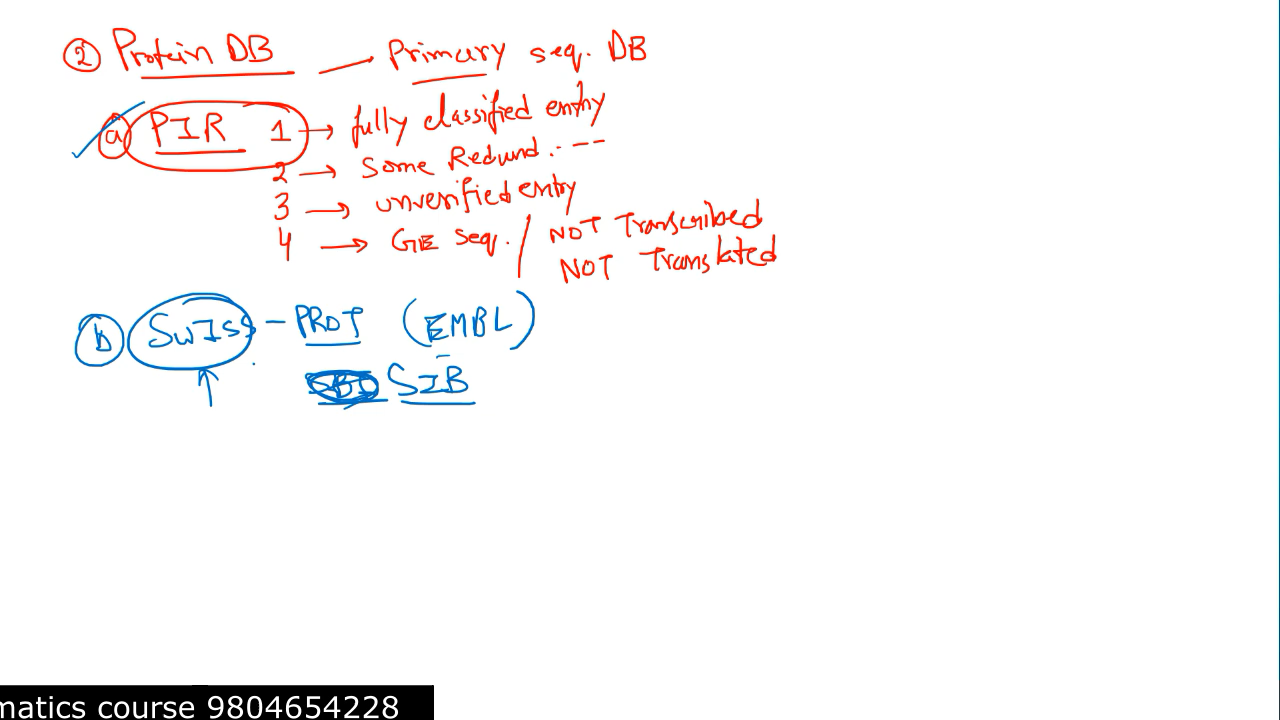 ② Protein DB → Primary seq. DB
ⓐ PIR 1 → fully classified entry
2 → Some Redund. ---
3 → unverified entry
4 → GE seq. / NOT Transcribed
NOT Translated
ⓑ SWISS - PROT (EMBL)
SIB
matics course 9804654228